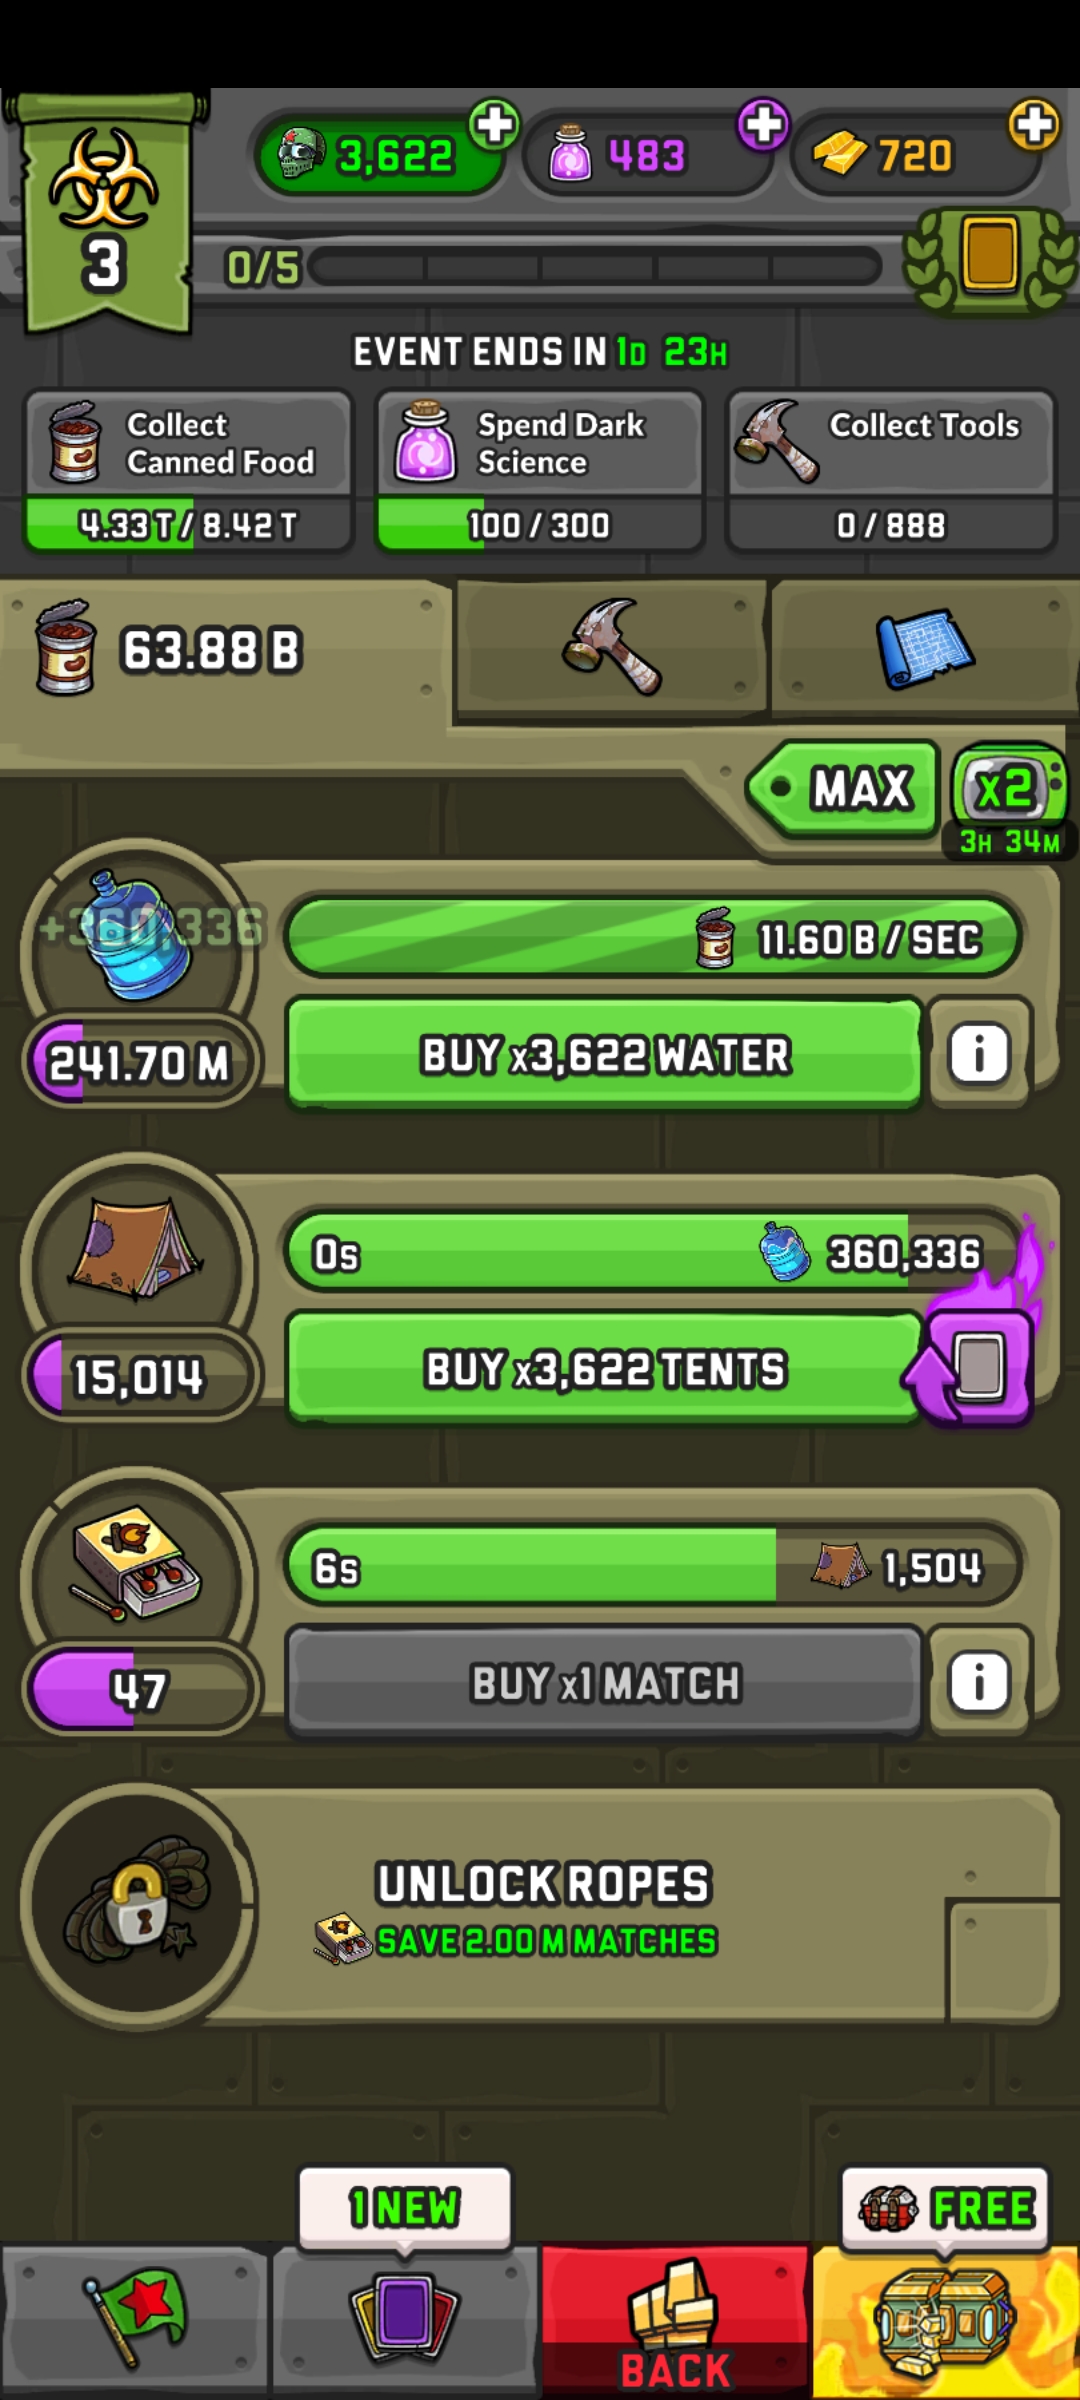 3,622
483
720
3
0/5
EVENT ENDS IN 1D 23H
Collect
Canned Food
4.33 T / 8.42 T
Spend Dark
Science
100 / 300
Collect Tools
0 / 888
63.88 B
MAX
x2
3H 34M
+360,336
11.60 B / SEC
241.70 M
BUY x3,622 WATER
i
0s
360,336
15,014
BUY x3,622 TENTS
6s
1,504
47
BUY x1 MATCH
i
UNLOCK ROPES
SAVE 2.00 M MATCHES
1 NEW
FREE
BACK